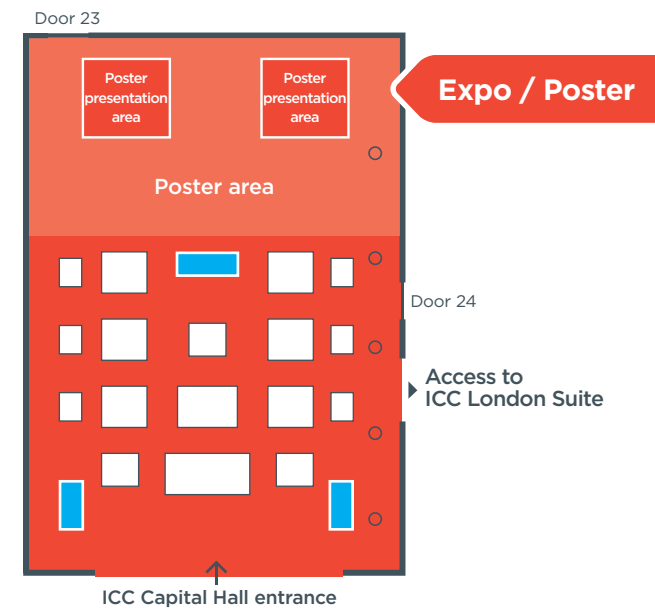 Door 23
Poster
presentation
area
Poster
presentation
area
Expo / Poster
Poster area
Door 24
Access to
ICC London Suite
ICC Capital Hall entrance